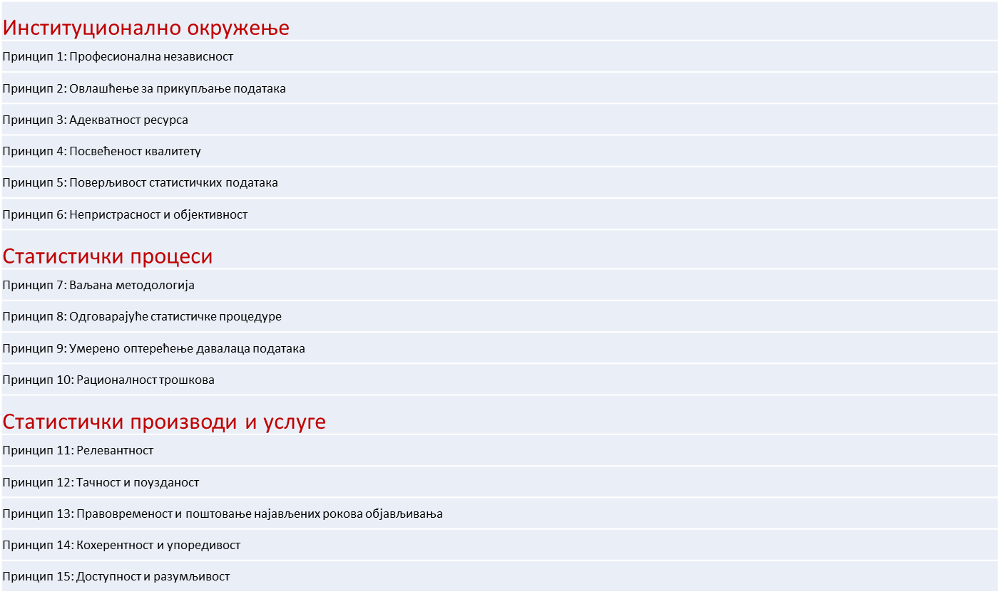 Институционално окружење
Принцип 1: Професионална независност
Принцип 2: Овлашћење за прикупљање података
Принцип 3: Адекватност ресурса
Принцип 4: Посвећеност квалитету
Принцип 5: Поверљивост статистичких података
Принцип 6: Непристрасност и објективност
Статистички процеси
Принцип 7: Ваљана методологија
Принцип 8: Одговарајуће статистичке процедуре
Принцип 9: Умерено оптерећење давалаца података
Принцип 10: Рационалност трошкова
Статистички производи и услуге
Принцип 11: Релевантност
Принцип 12: Тачност и поузданост
Принцип 13: Правовременост и поштовање најављених рокова објављивања
Принцип 14: Кохерентност и упоредивост
Принцип 15: Доступност и разумљивост